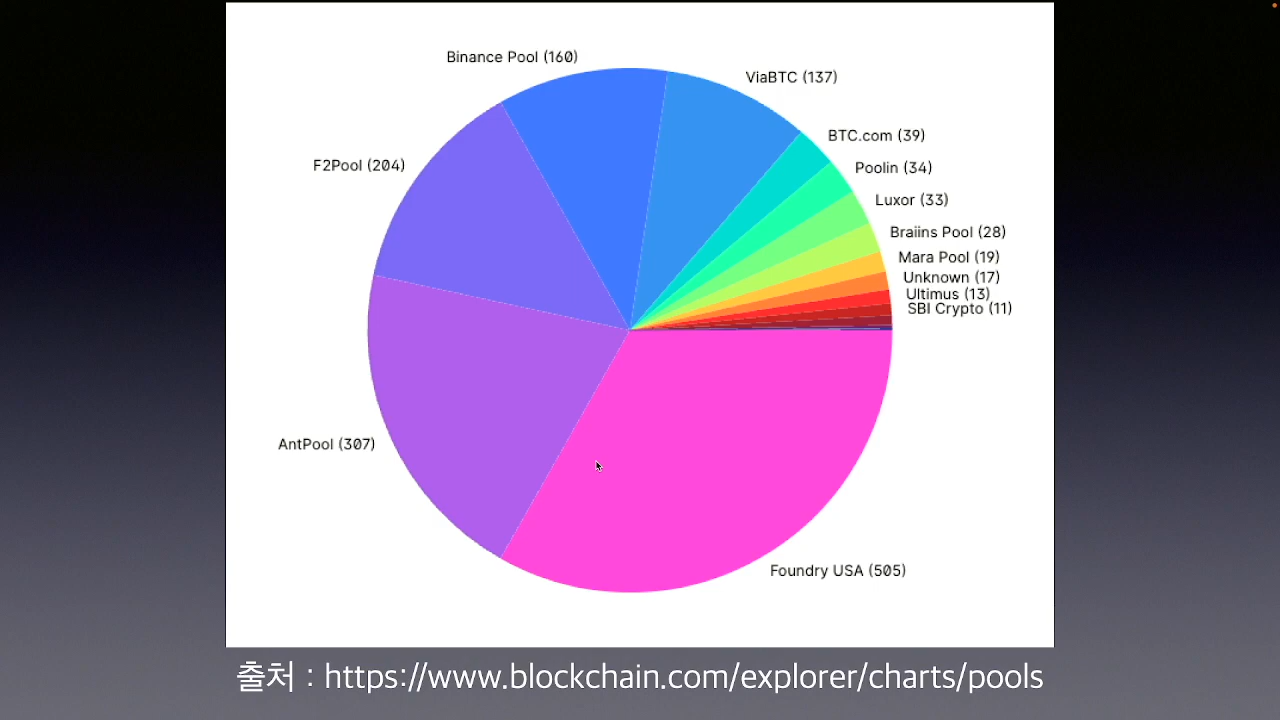 Binance Pool (160)
ViaBTC (137)
BTC.com (39)
F2Pool (204)
Poolin (34)
Luxor (33)
Braiins Pool (28)
Mara Pool (19)
Unknown (17)
Ultimus (13)
SBI Crypto (11)
AntPool (307)
Foundry USA (505)
출처 : https://www.blockchain.com/explorer/charts/pools